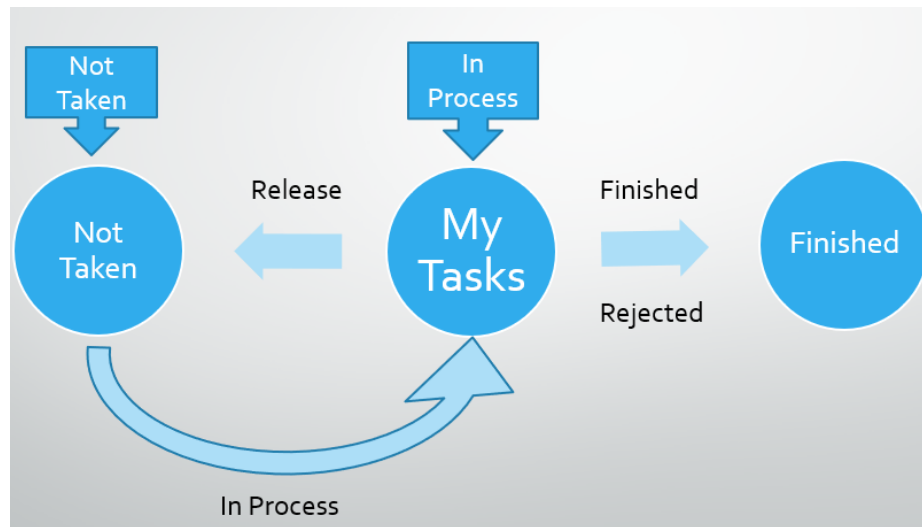 Not
Taken
In
Process
Not
Taken
Release
My
Tasks
Finished
Rejected
Finished
In Process